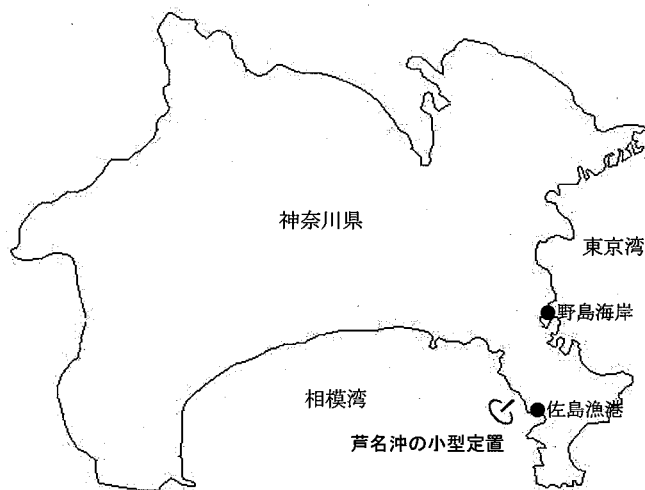 神奈川県
東京湾
野島海岸
相模湾
佐島漁港
芦名沖の小型定置